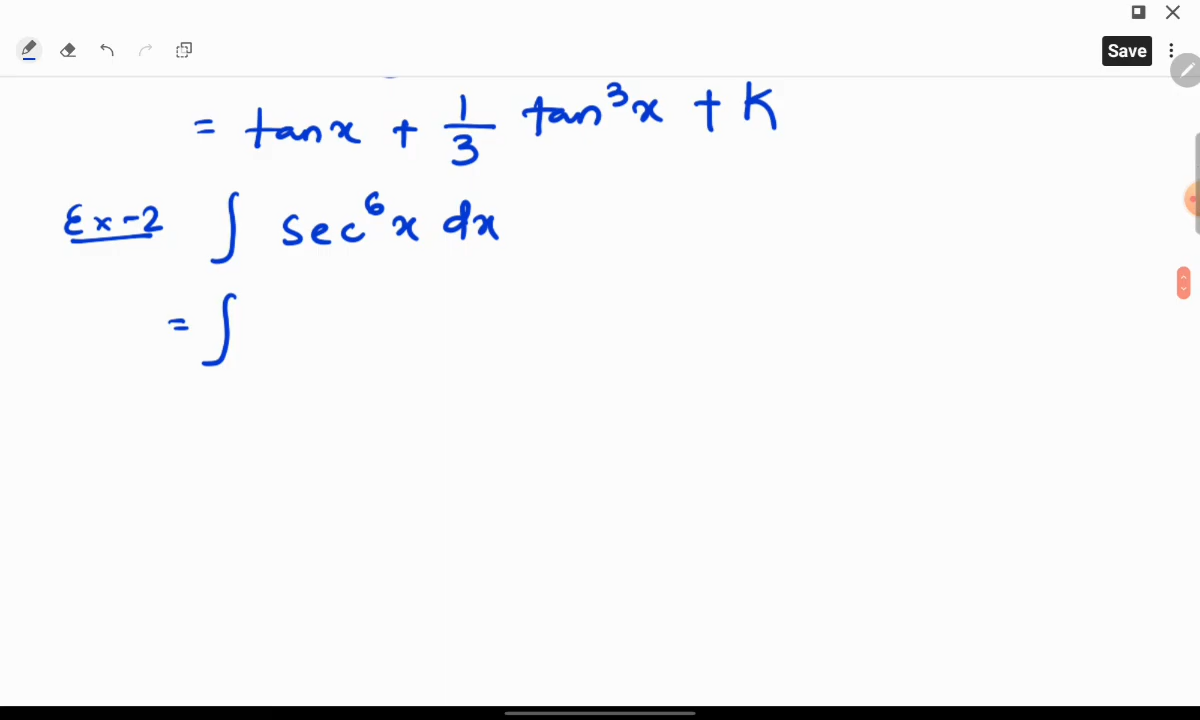 Save
= tanx + 1/3 tan³x + K
Ex-2 ∫ sec⁶x dx
= ∫